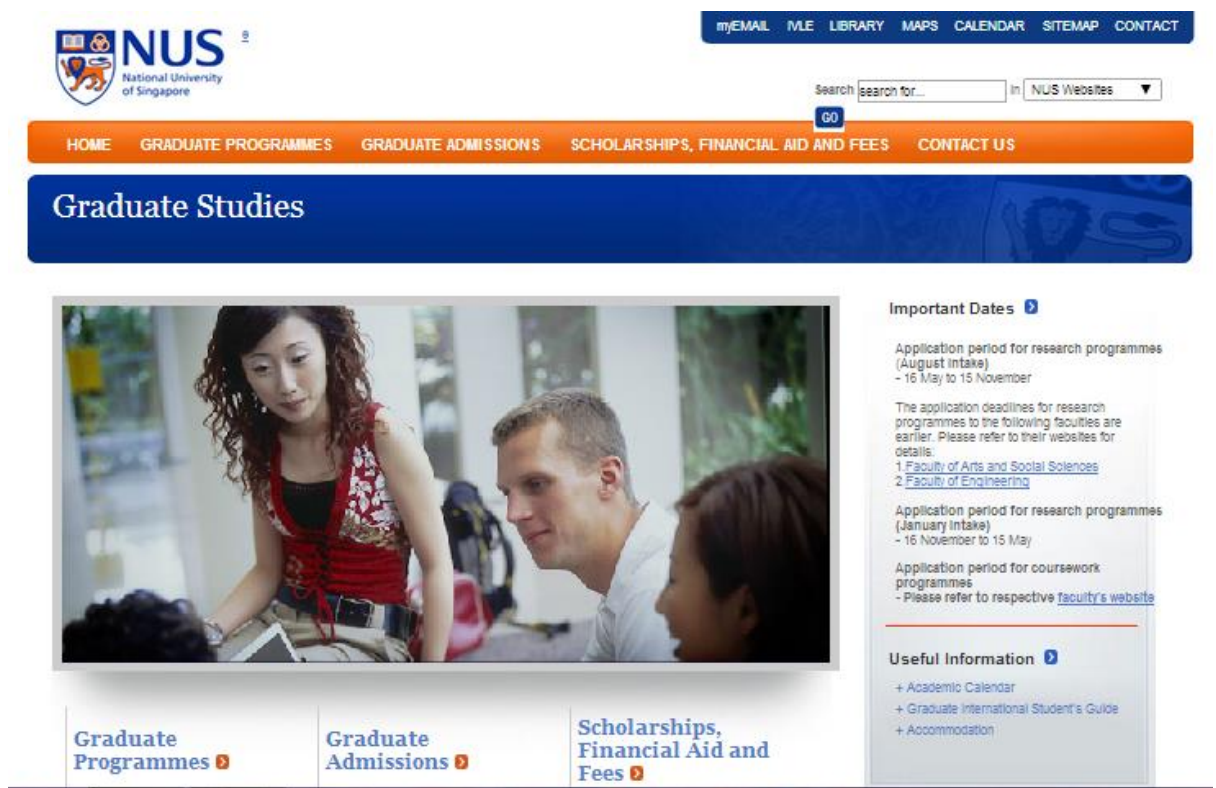 myEMAIL IVLE LIBRARY MAPS CALENDAR SITEMAP CONTACT
NUS
National University
of Singapore
Search search for... in NUS Websites
GO
HOME GRADUATE PROGRAMMES GRADUATE ADMISSIONS SCHOLARSHIPS, FINANCIAL AID AND FEES CONTACT US
Graduate Studies
Important Dates
Application period for research programmes
(August Intake)
- 16 May to 15 November
The application deadlines for research
programmes to the following faculties are
earlier. Please refer to their websites for
details.
1.Faculty of Arts and Social Sciences
2.Faculty of Engineering
Application period for research programmes
(January Intake)
- 16 November to 15 May
Application period for coursework
programmes
- Please refer to respective faculty's website
Useful Information
+ Academic Calendar
+ Graduate International Student's Guide
+ Accommodation
Graduate
Programmes
Graduate
Admissions
Scholarships,
Financial Aid and
Fees